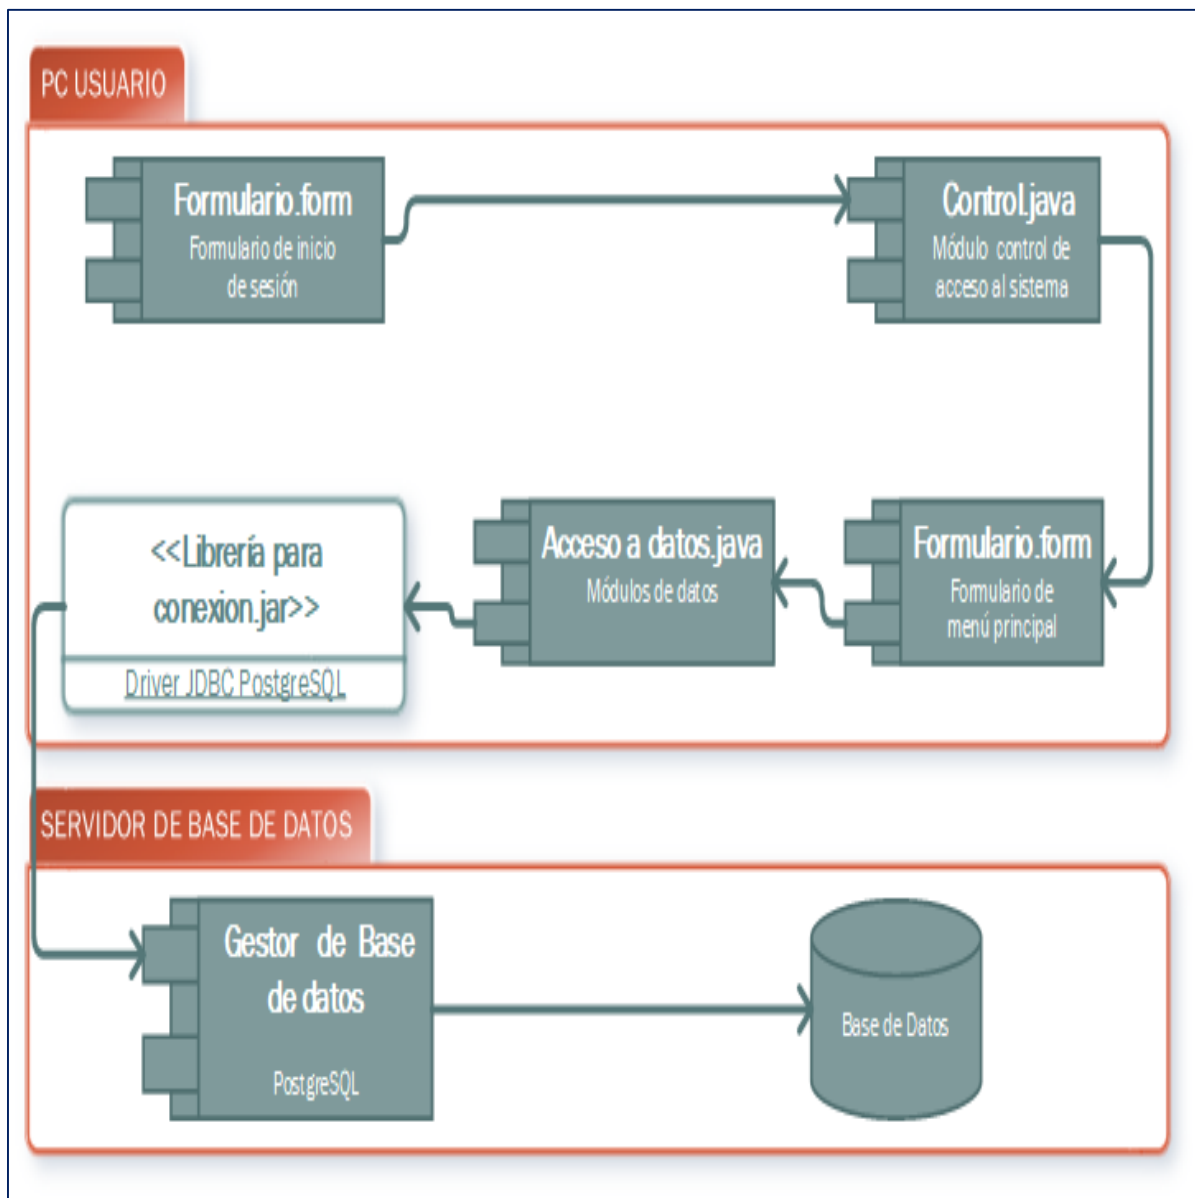 PC USUARIO
Formulario.form
Formulario de inicio
de sesión
Control.java
Módulo control de
acceso al sistema
<<Librería para
conexion.jar>>
Driver JDBC PostgreSQL
Acceso a datos.java
Módulos de datos
Formulario.form
Formulario de
menú principal
SERVIDOR DE BASE DE DATOS
Gestor de Base
de datos
PostgreSQL
Base de Datos